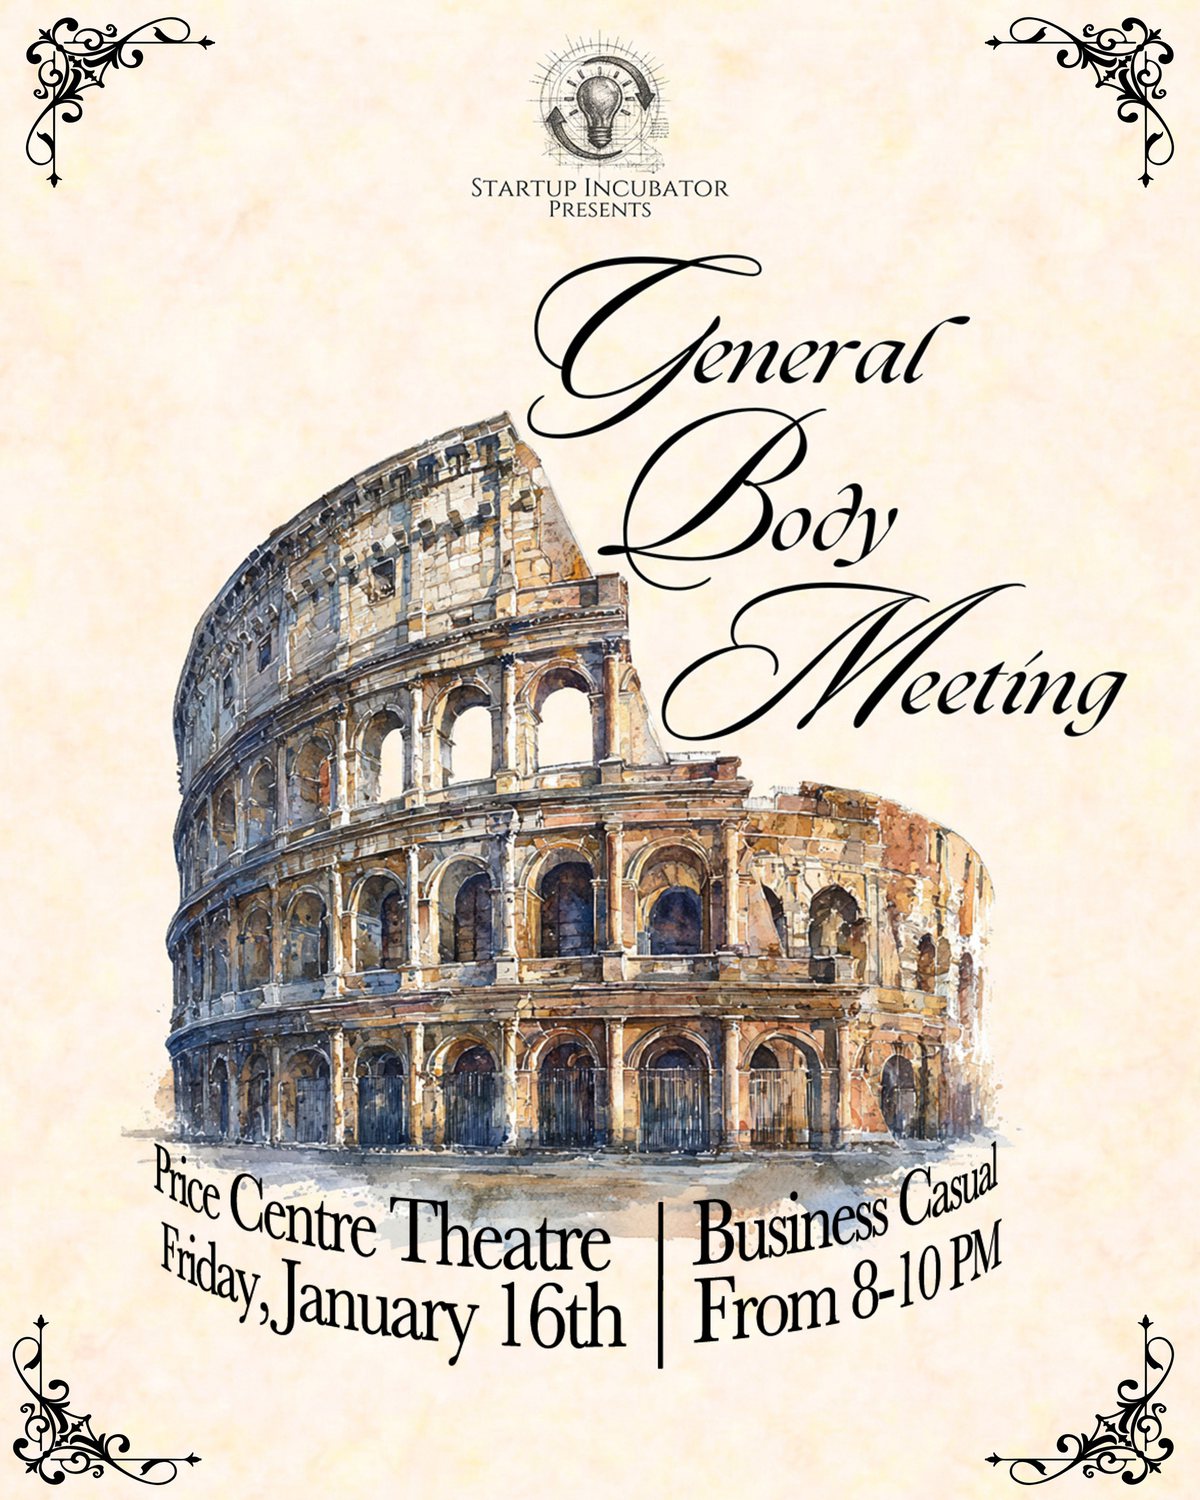 Startup Incubator
Presents
General
Body
Meeting
Price Centre Theatre
Friday, January 16th
Business Casual
From 8-10 PM